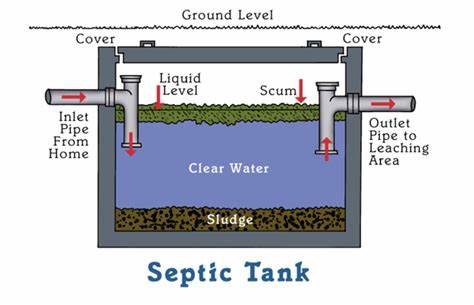 Ground Level
Cover
Cover
Liquid
Level
Scum
Inlet
Pipe
From
Home
Outlet
Pipe to
Leaching
Area
Clear Water
Sludge
Septic Tank